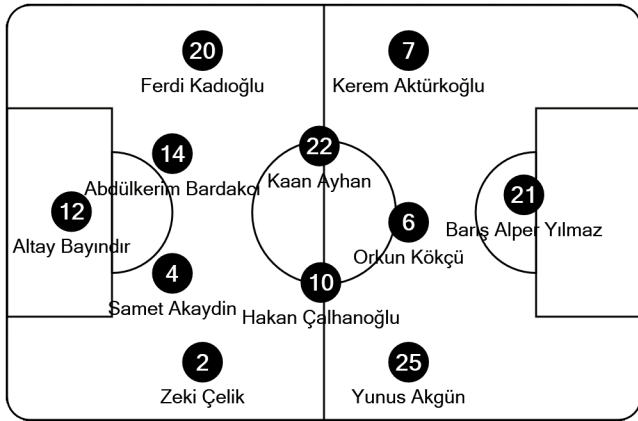 20
Ferdi Kadıoğlu
7
Kerem Aktürkoğlu
14
Abdülkerim Bardakcı
22
Kaan Ayhan
12
Altay Bayındır
6
Orkun Kökçü
21
Barış Alper Yılmaz
4
Samet Akaydin
10
Hakan Çalhanoğlu
2
Zeki Çelik
25
Yunus Akgün